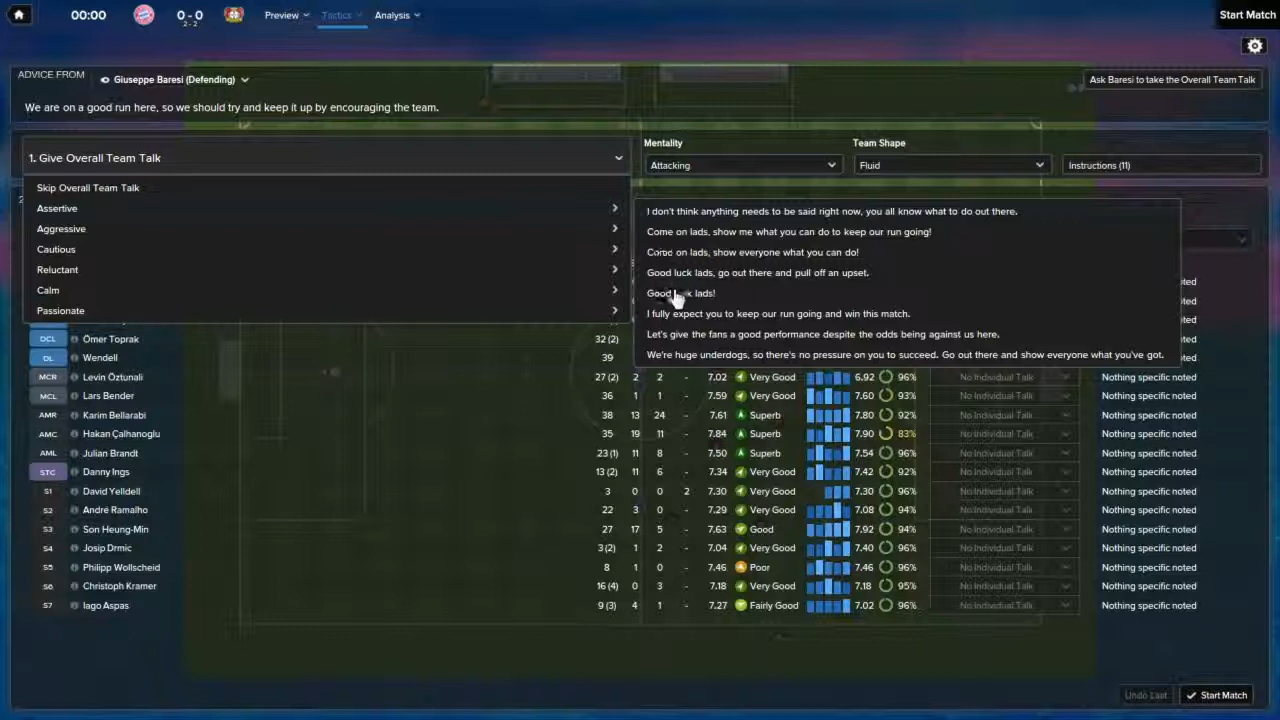 00:00 0 - 0 Preview Tactics Analysis Start Match
2 - 2
ADVICE FROM Giuseppe Baresi (Defending) Ask Baresi to take the Overall Team Talk
We are on a good run here, so we should try and keep it up by encouraging the team.
Mentality Team Shape
1. Give Overall Team Talk Attacking Fluid Instructions (11)
Skip Overall Team Talk
Assertive
Aggressive
Cautious
Reluctant
Calm
Passionate
I don't think anything needs to be said right now, you all know what to do out there.
Come on lads, show me what you can do to keep our run going!
Come on lads, show everyone what you can do!
Good luck lads, go out there and pull off an upset.
Good lads!
I fully expect you to keep our run going and win this match.
Let's give the fans a good performance despite the odds being against us here.
We're huge underdogs, so there's no pressure on you to succeed. Go out there and show everyone what you've got.
DCL Ömer Toprak 32 (2)
DL Wendell 39
MCR Levin Öztunali 27 (2) 2 2 - 7.02 Very Good 6.92 96% No Individual Talk Nothing specific noted
MCL Lars Bender 36 1 1 - 7.59 Very Good 7.60 93% No Individual Talk Nothing specific noted
AMR Karim Bellarabi 38 13 24 - 7.61 Superb 7.80 92% No Individual Talk Nothing specific noted
AMC Hakan Çalhanoglu 35 19 11 - 7.84 Superb 7.90 83% No Individual Talk Nothing specific noted
AML Julian Brandt 23 (1) 11 8 - 7.50 Superb 7.54 96% No Individual Talk Nothing specific noted
STC Danny Ings 13 (2) 11 6 - 7.34 Very Good 7.42 92% No Individual Talk Nothing specific noted
S1 David Yelldell 3 0 0 2 7.30 Very Good 7.30 96% No Individual Talk Nothing specific noted
S2 André Ramalho 22 3 0 - 7.29 Very Good 7.08 94% No Individual Talk Nothing specific noted
S3 Son Heung-Min 27 17 5 - 7.63 Good 7.92 94% No Individual Talk Nothing specific noted
S4 Josip Drmic 3 (2) 1 2 - 7.04 Very Good 7.40 96% No Individual Talk Nothing specific noted
S5 Philipp Wollscheid 8 1 0 - 7.46 Poor 7.46 96% No Individual Talk Nothing specific noted
S6 Christoph Kramer 16 (4) 0 3 - 7.18 Very Good 7.18 95% No Individual Talk Nothing specific noted
S7 Iago Aspas 9 (3) 4 1 - 7.27 Fairly Good 7.02 96% No Individual Talk Nothing specific noted
Undo Last Start Match